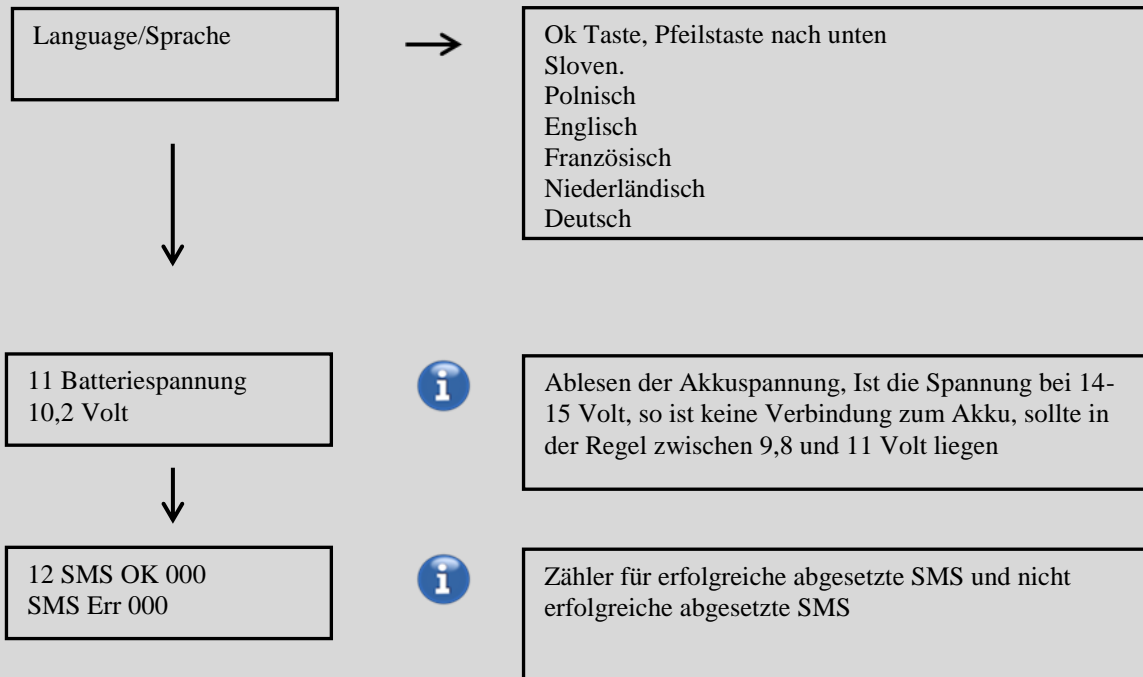 Language/Sprache
Ok Taste, Pfeilstaste nach unten
Sloven.
Polnisch
Englisch
Französisch
Niederländisch
Deutsch
11 Batteriespannung
10,2 Volt
Ablesen der Akkuspannung, Ist die Spannung bei 14-
15 Volt, so ist keine Verbindung zum Akku, sollte in
der Regel zwischen 9,8 und 11 Volt liegen
12 SMS OK 000
SMS Err 000
Zähler für erfolgreiche abgesetzte SMS und nicht
erfolgreiche abgesetzte SMS